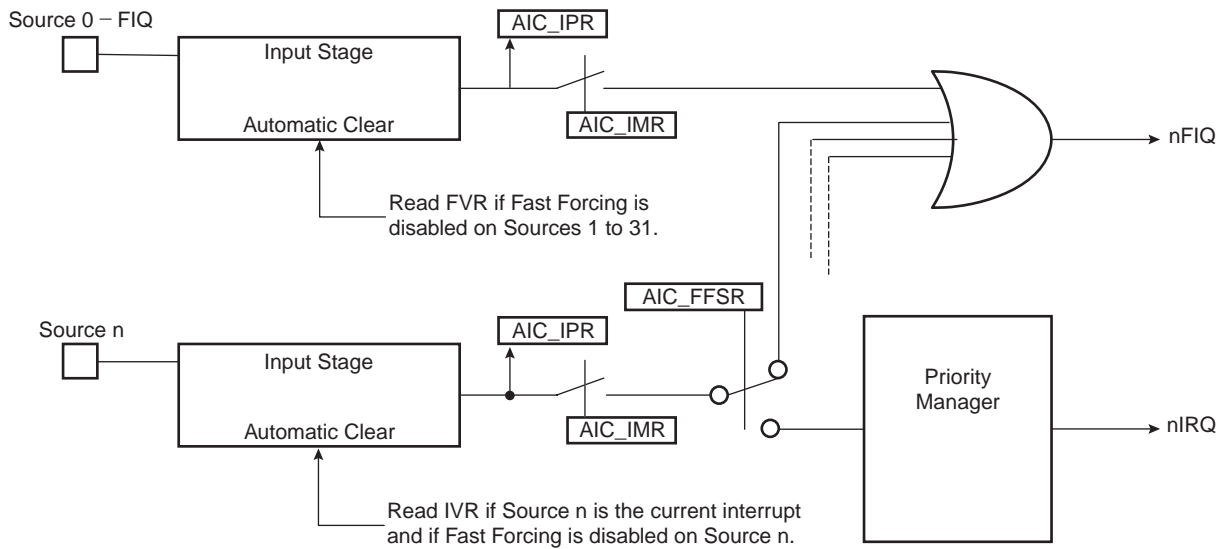 Source 0 – FIQ
AIC_IPR
Input Stage
Automatic Clear
AIC_IMR
nFIQ
Read FVR if Fast Forcing is
disabled on Sources 1 to 31.
AIC_FFSR
Source n
AIC_IPR
Input Stage
Priority
Manager
Automatic Clear
AIC_IMR
nIRQ
Read IVR if Source n is the current interrupt
and if Fast Forcing is disabled on Source n.